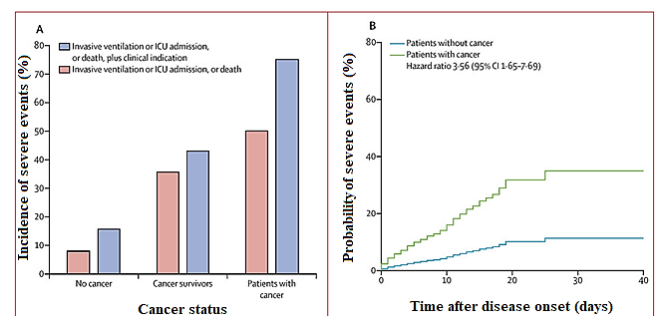 A
Invasive ventilation or ICU admission,
or death, plus clinical indication
Invasive ventilation or ICU admission, or death
Incidence of severe events (%)
80
70
60
50
40
30
20
10
0
No cancer
Cancer survivors
Patients with
cancer
Cancer status
B
Patients without cancer
Patients with cancer
Hazard ratio 3·56 (95% CI 1·65–7·69)
Probability of severe events (%)
80
60
40
20
0
0
10
20
30
40
Time after disease onset (days)